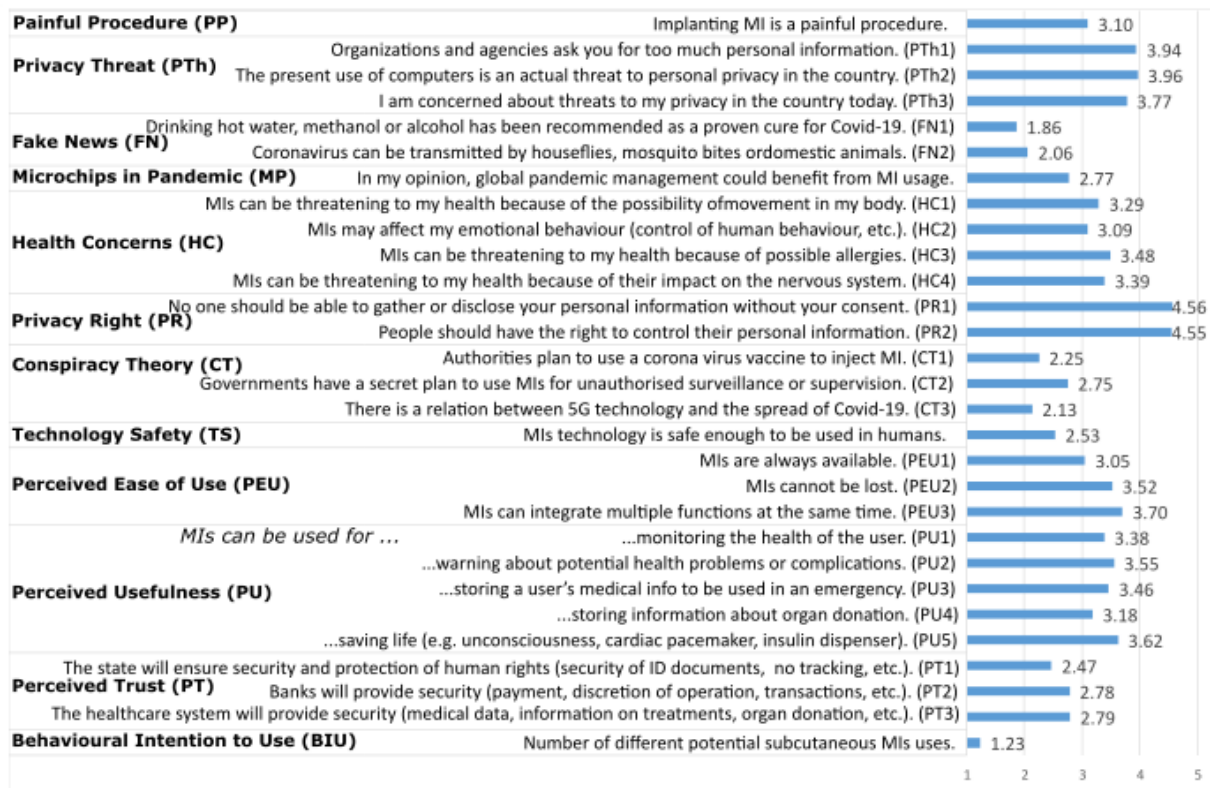 Painful Procedure (PP) Implanting MI is a painful procedure. 3.10
Organizations and agencies ask you for too much personal information. (PTh1) 3.94
Privacy Threat (PTh) The present use of computers is an actual threat to personal privacy in the country. (PTh2) 3.96
I am concerned about threats to my privacy in the country today. (PTh3) 3.77
Drinking hot water, methanol or alcohol has been recommended as a proven cure for Covid-19. (FN1) 1.86
Fake News (FN) Coronavirus can be transmitted by houseflies, mosquito bites ordomestic animals. (FN2) 2.06
Microchips in Pandemic (MP) In my opinion, global pandemic management could benefit from MI usage. 2.77
MIs can be threatening to my health because of the possibility ofmovement in my body. (HC1) 3.29
MIs may affect my emotional behaviour (control of human behaviour, etc.). (HC2) 3.09
Health Concerns (HC) MIs can be threatening to my health because of possible allergies. (HC3) 3.48
MIs can be threatening to my health because of their impact on the nervous system. (HC4) 3.39
No one should be able to gather or disclose your personal information without your consent. (PR1) 4.56
Privacy Right (PR) People should have the right to control their personal information. (PR2) 4.55
Conspiracy Theory (CT) Authorities plan to use a corona virus vaccine to inject MI. (CT1) 2.25
Governments have a secret plan to use MIs for unauthorised surveillance or supervision. (CT2) 2.75
There is a relation between 5G technology and the spread of Covid-19. (CT3) 2.13
Technology Safety (TS) MIs technology is safe enough to be used in humans. 2.53
MIs are always available. (PEU1) 3.05
Perceived Ease of Use (PEU) MIs cannot be lost. (PEU2) 3.52
MIs can integrate multiple functions at the same time. (PEU3) 3.70
MIs can be used for ... ...monitoring the health of the user. (PU1) 3.38
...warning about potential health problems or complications. (PU2) 3.55
Perceived Usefulness (PU) ...storing a user's medical info to be used in an emergency. (PU3) 3.46
...storing information about organ donation. (PU4) 3.18
...saving life (e.g. unconsciousness, cardiac pacemaker, insulin dispenser). (PU5) 3.62
The state will ensure security and protection of human rights (security of ID documents, no tracking, etc.). (PT1) 2.47
Perceived Trust (PT) Banks will provide security (payment, discretion of operation, transactions, etc.). (PT2) 2.78
The healthcare system will provide security (medical data, information on treatments, organ donation, etc.). (PT3) 2.79
Behavioural Intention to Use (BIU) Number of different potential subcutaneous MIs uses. 1.23
1 2 3 4 5